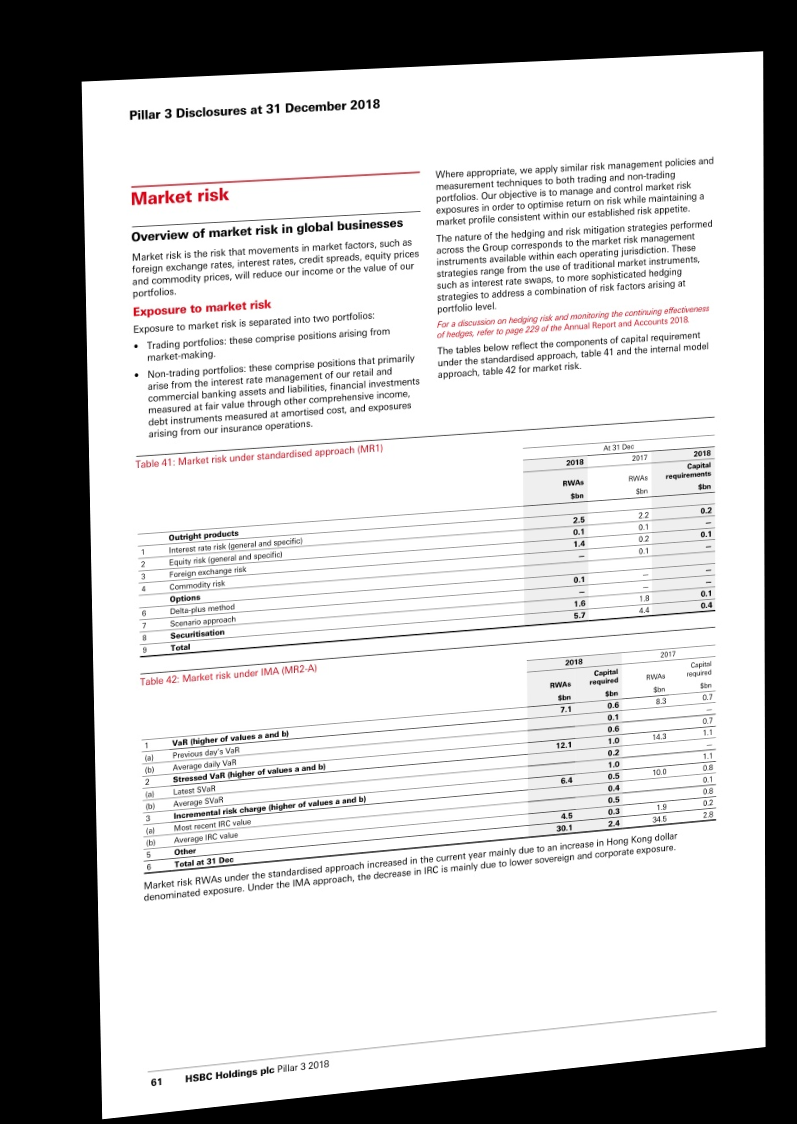 Pillar 3 Disclosures at 31 December 2018
Market risk
Overview of market risk in global businesses
Market risk is the risk that movements in market factors, such as
foreign exchange rates, interest rates, credit spreads, equity prices
and commodity prices, will reduce our income or the value of our
portfolios.
Exposure to market risk
Exposure to market risk is separated into two portfolios:
• Trading portfolios: these comprise positions arising from
market-making.
• Non-trading portfolios: these comprise positions that primarily
arise from the interest rate management of our retail and
commercial banking assets and liabilities, financial investments
measured at fair value through other comprehensive income,
debt instruments measured at amortised cost, and exposures
arising from our insurance operations.
Where appropriate, we apply similar risk management policies and
measurement techniques to both trading and non-trading
portfolios. Our objective is to manage and control market risk
exposures in order to optimise return on risk while maintaining a
market profile consistent within our established risk appetite.
The nature of the hedging and risk mitigation strategies performed
across the Group corresponds to the market risk management
instruments available within each operating jurisdiction. These
strategies range from the use of traditional market instruments,
such as interest rate swaps, to more sophisticated hedging
strategies to address a combination of risk factors arising at
portfolio level.
For a discussion on hedging risk and monitoring the continuing effectiveness
of hedges, refer to page 229 of the Annual Report and Accounts 2018.
The tables below reflect the components of capital requirement
under the standardised approach, table 41 and the internal model
approach, table 42 for market risk.
Table 41: Market risk under standardised approach (MR1)
At 31 Dec
2018 2017 2018
RWAs RWAs Capital requirements
$bn $bn $bn
Outright products
1 Interest rate risk (general and specific) 2.5 2.2 0.2
2 Equity risk (general and specific) 0.1 0.1 –
3 Foreign exchange risk 1.4 0.2 0.1
4 Commodity risk – 0.1 –
Options
6 Delta-plus method 0.1 – –
7 Scenario approach – – –
8 Securitisation 1.6 1.8 0.1
9 Total 5.7 4.4 0.4
Table 42: Market risk under IMA (MR2-A)
2018 2017
RWAs Capital required RWAs Capital required
$bn $bn $bn $bn
1 VaR (higher of values a and b) 7.1 0.6 8.3 0.7
(a) Previous day's VaR 0.1 –
(b) Average daily VaR 0.6 0.7
2 Stressed VaR (higher of values a and b) 12.1 1.0 14.3 1.1
(a) Latest SVaR 0.2 –
(b) Average SVaR 1.0 1.1
3 Incremental risk charge (higher of values a and b) 6.4 0.5 10.0 0.8
(a) Most recent IRC value 0.4 0.1
(b) Average IRC value 0.5 0.8
5 Other 4.5 0.3 1.9 0.2
6 Total at 31 Dec 30.1 2.4 34.5 2.8
Market risk RWAs under the standardised approach increased in the current year mainly due to an increase in Hong Kong dollar
denominated exposure. Under the IMA approach, the decrease in IRC is mainly due to lower sovereign and corporate exposure.
61 HSBC Holdings plc Pillar 3 2018